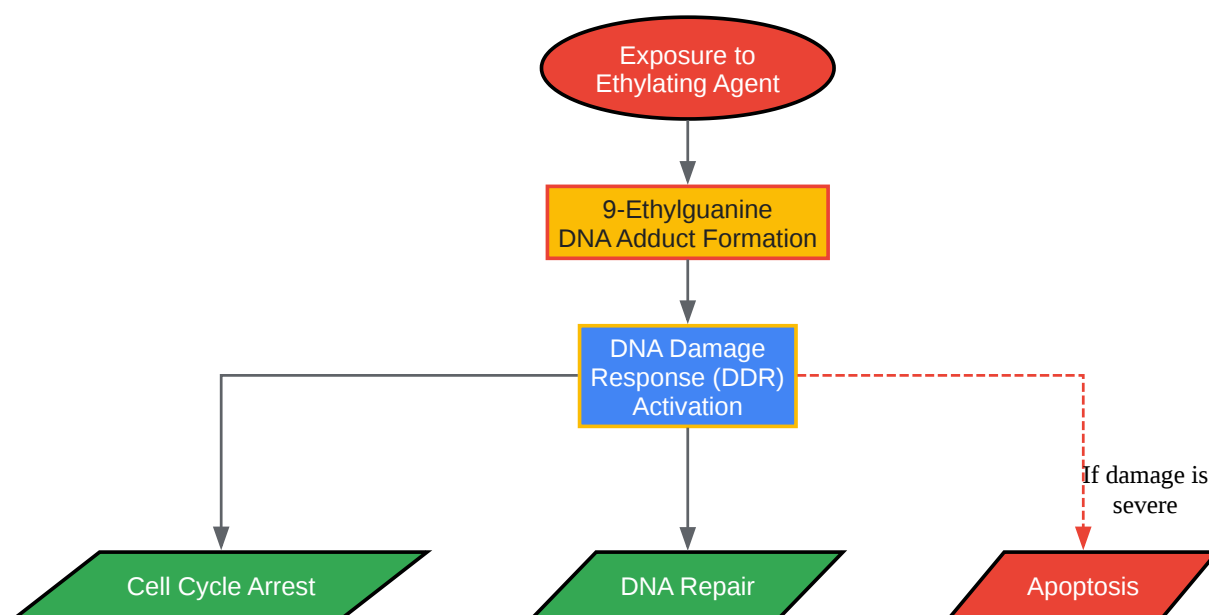 Exposure to
Ethylating Agent
9-Ethylguanine
DNA Adduct Formation
DNA Damage
Response (DDR)
Activation
If damage is
severe
Cell Cycle Arrest
DNA Repair
Apoptosis